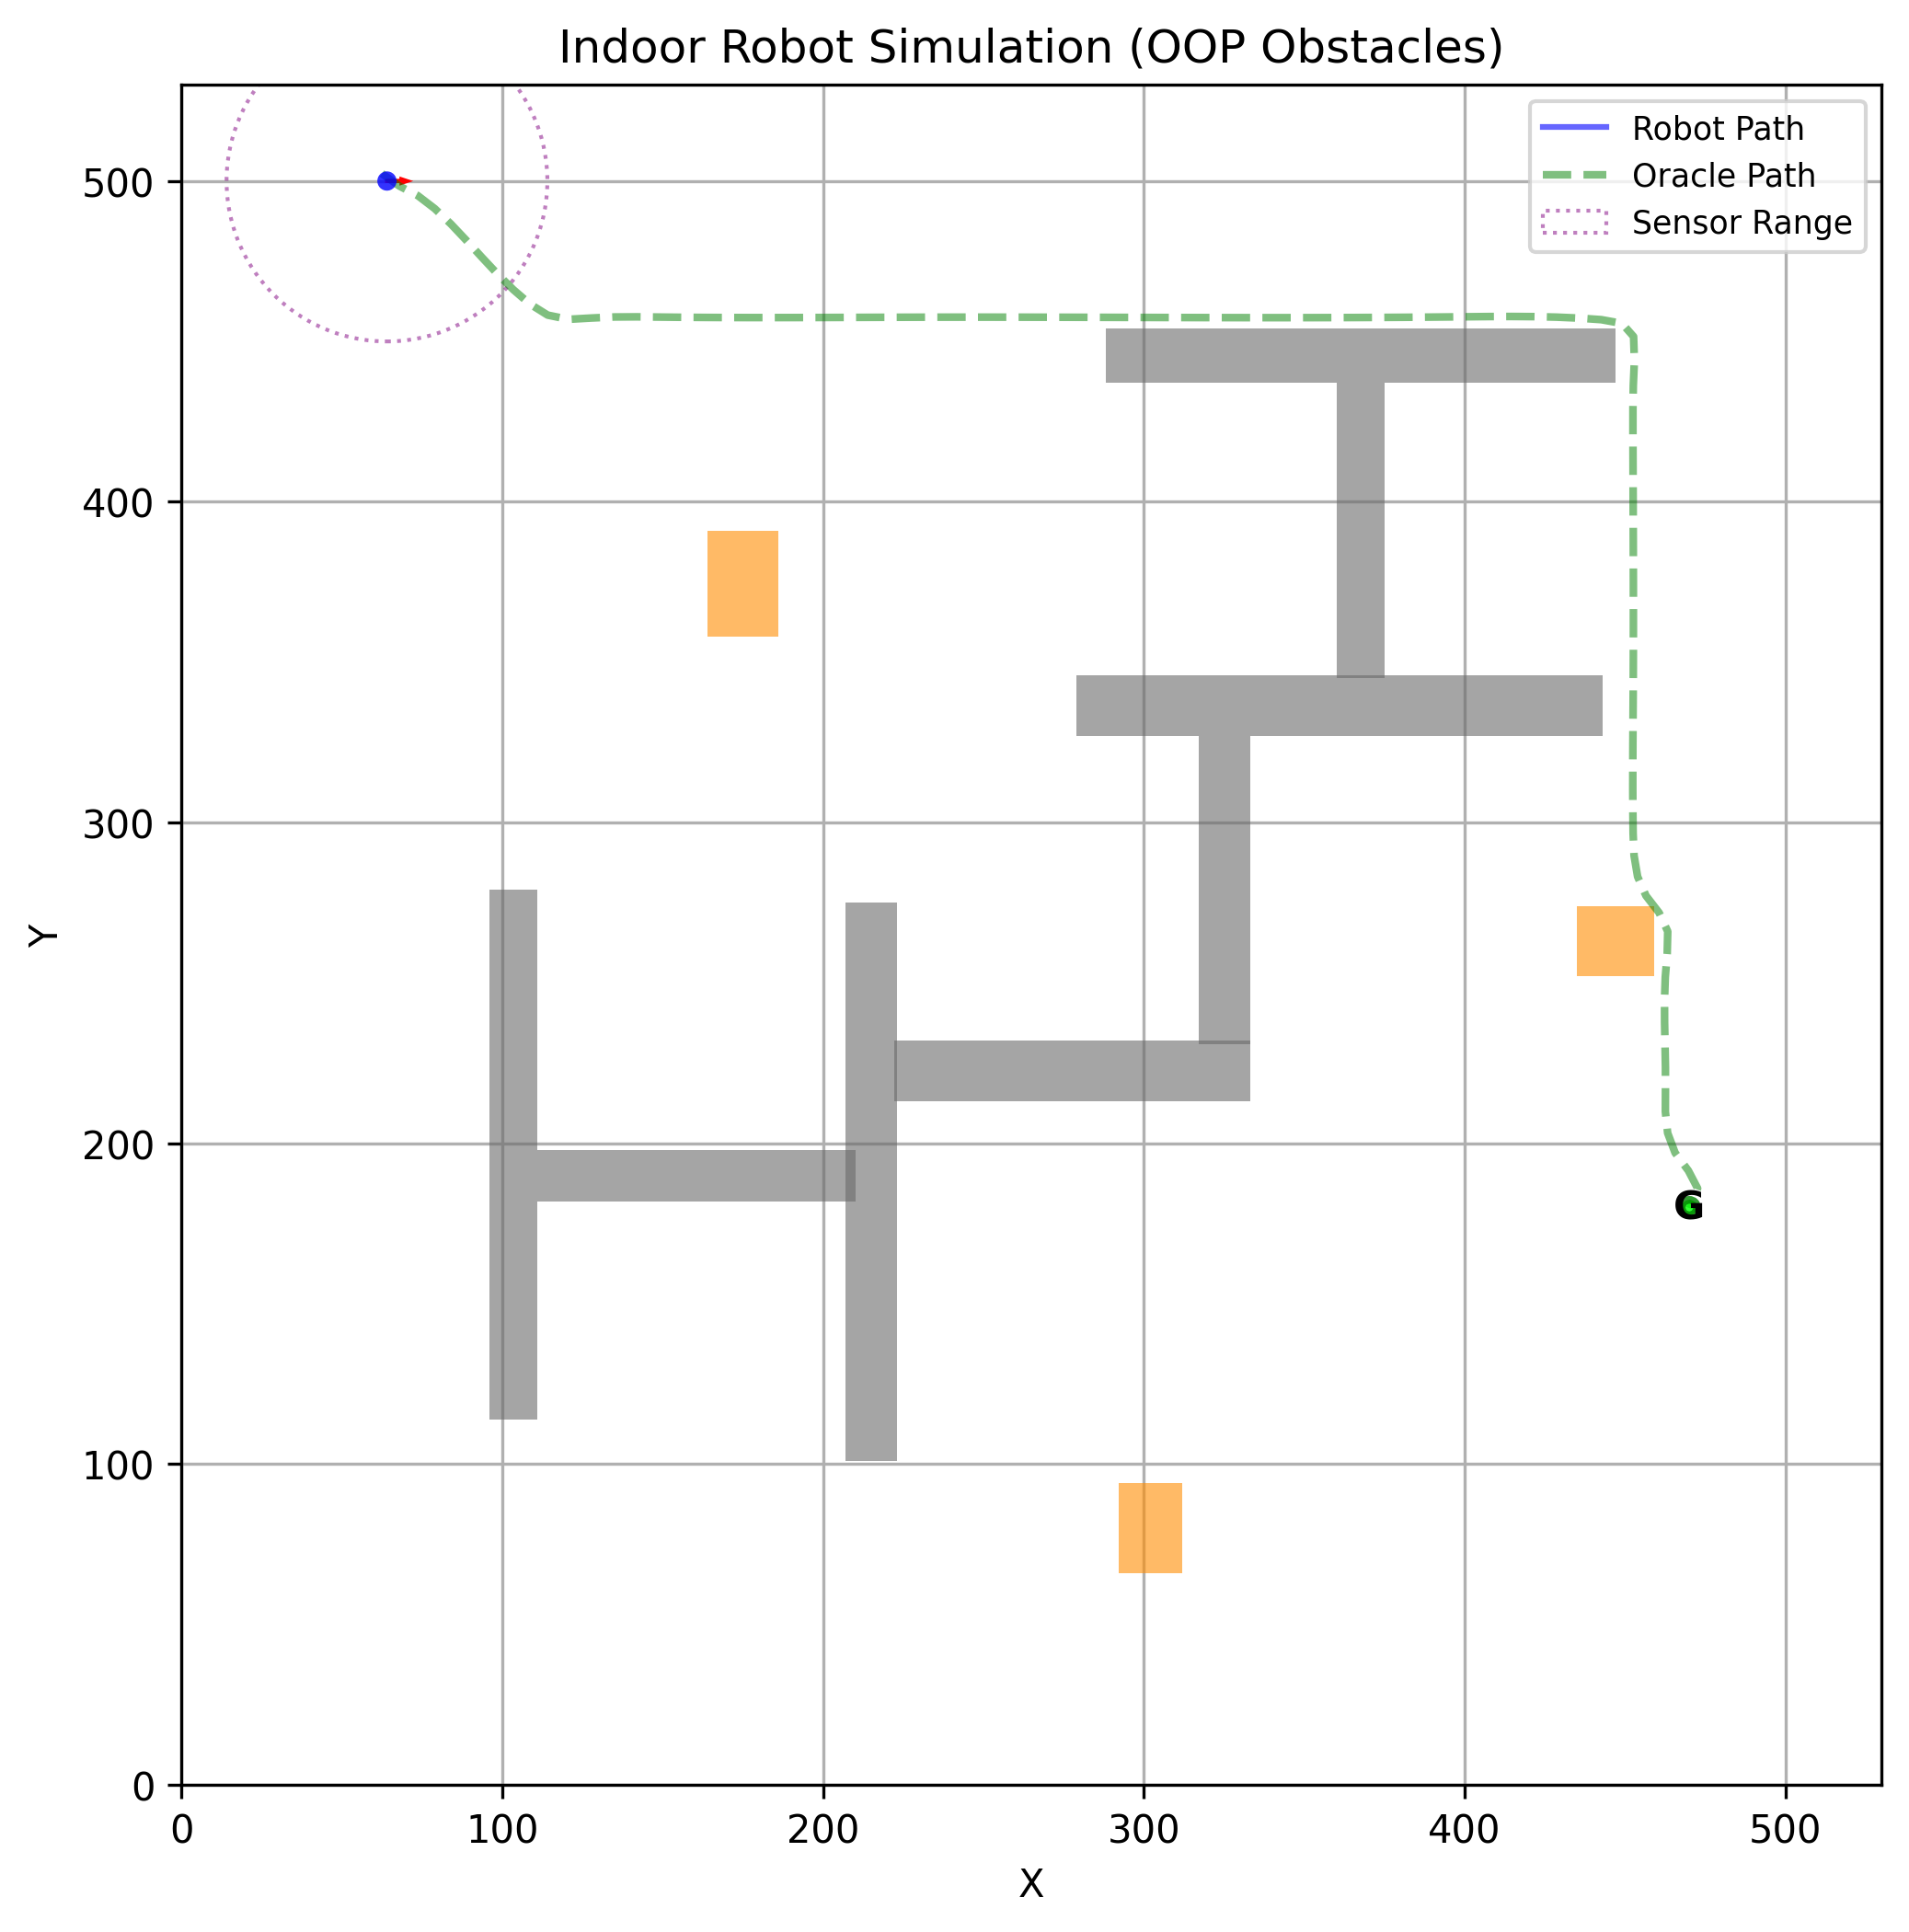 Indoor Robot Simulation (OOP Obstacles)
Robot Path
Oracle Path
Sensor Range
500
400
300
200
100
0
Y
G
0 100 200 300 400 500
X